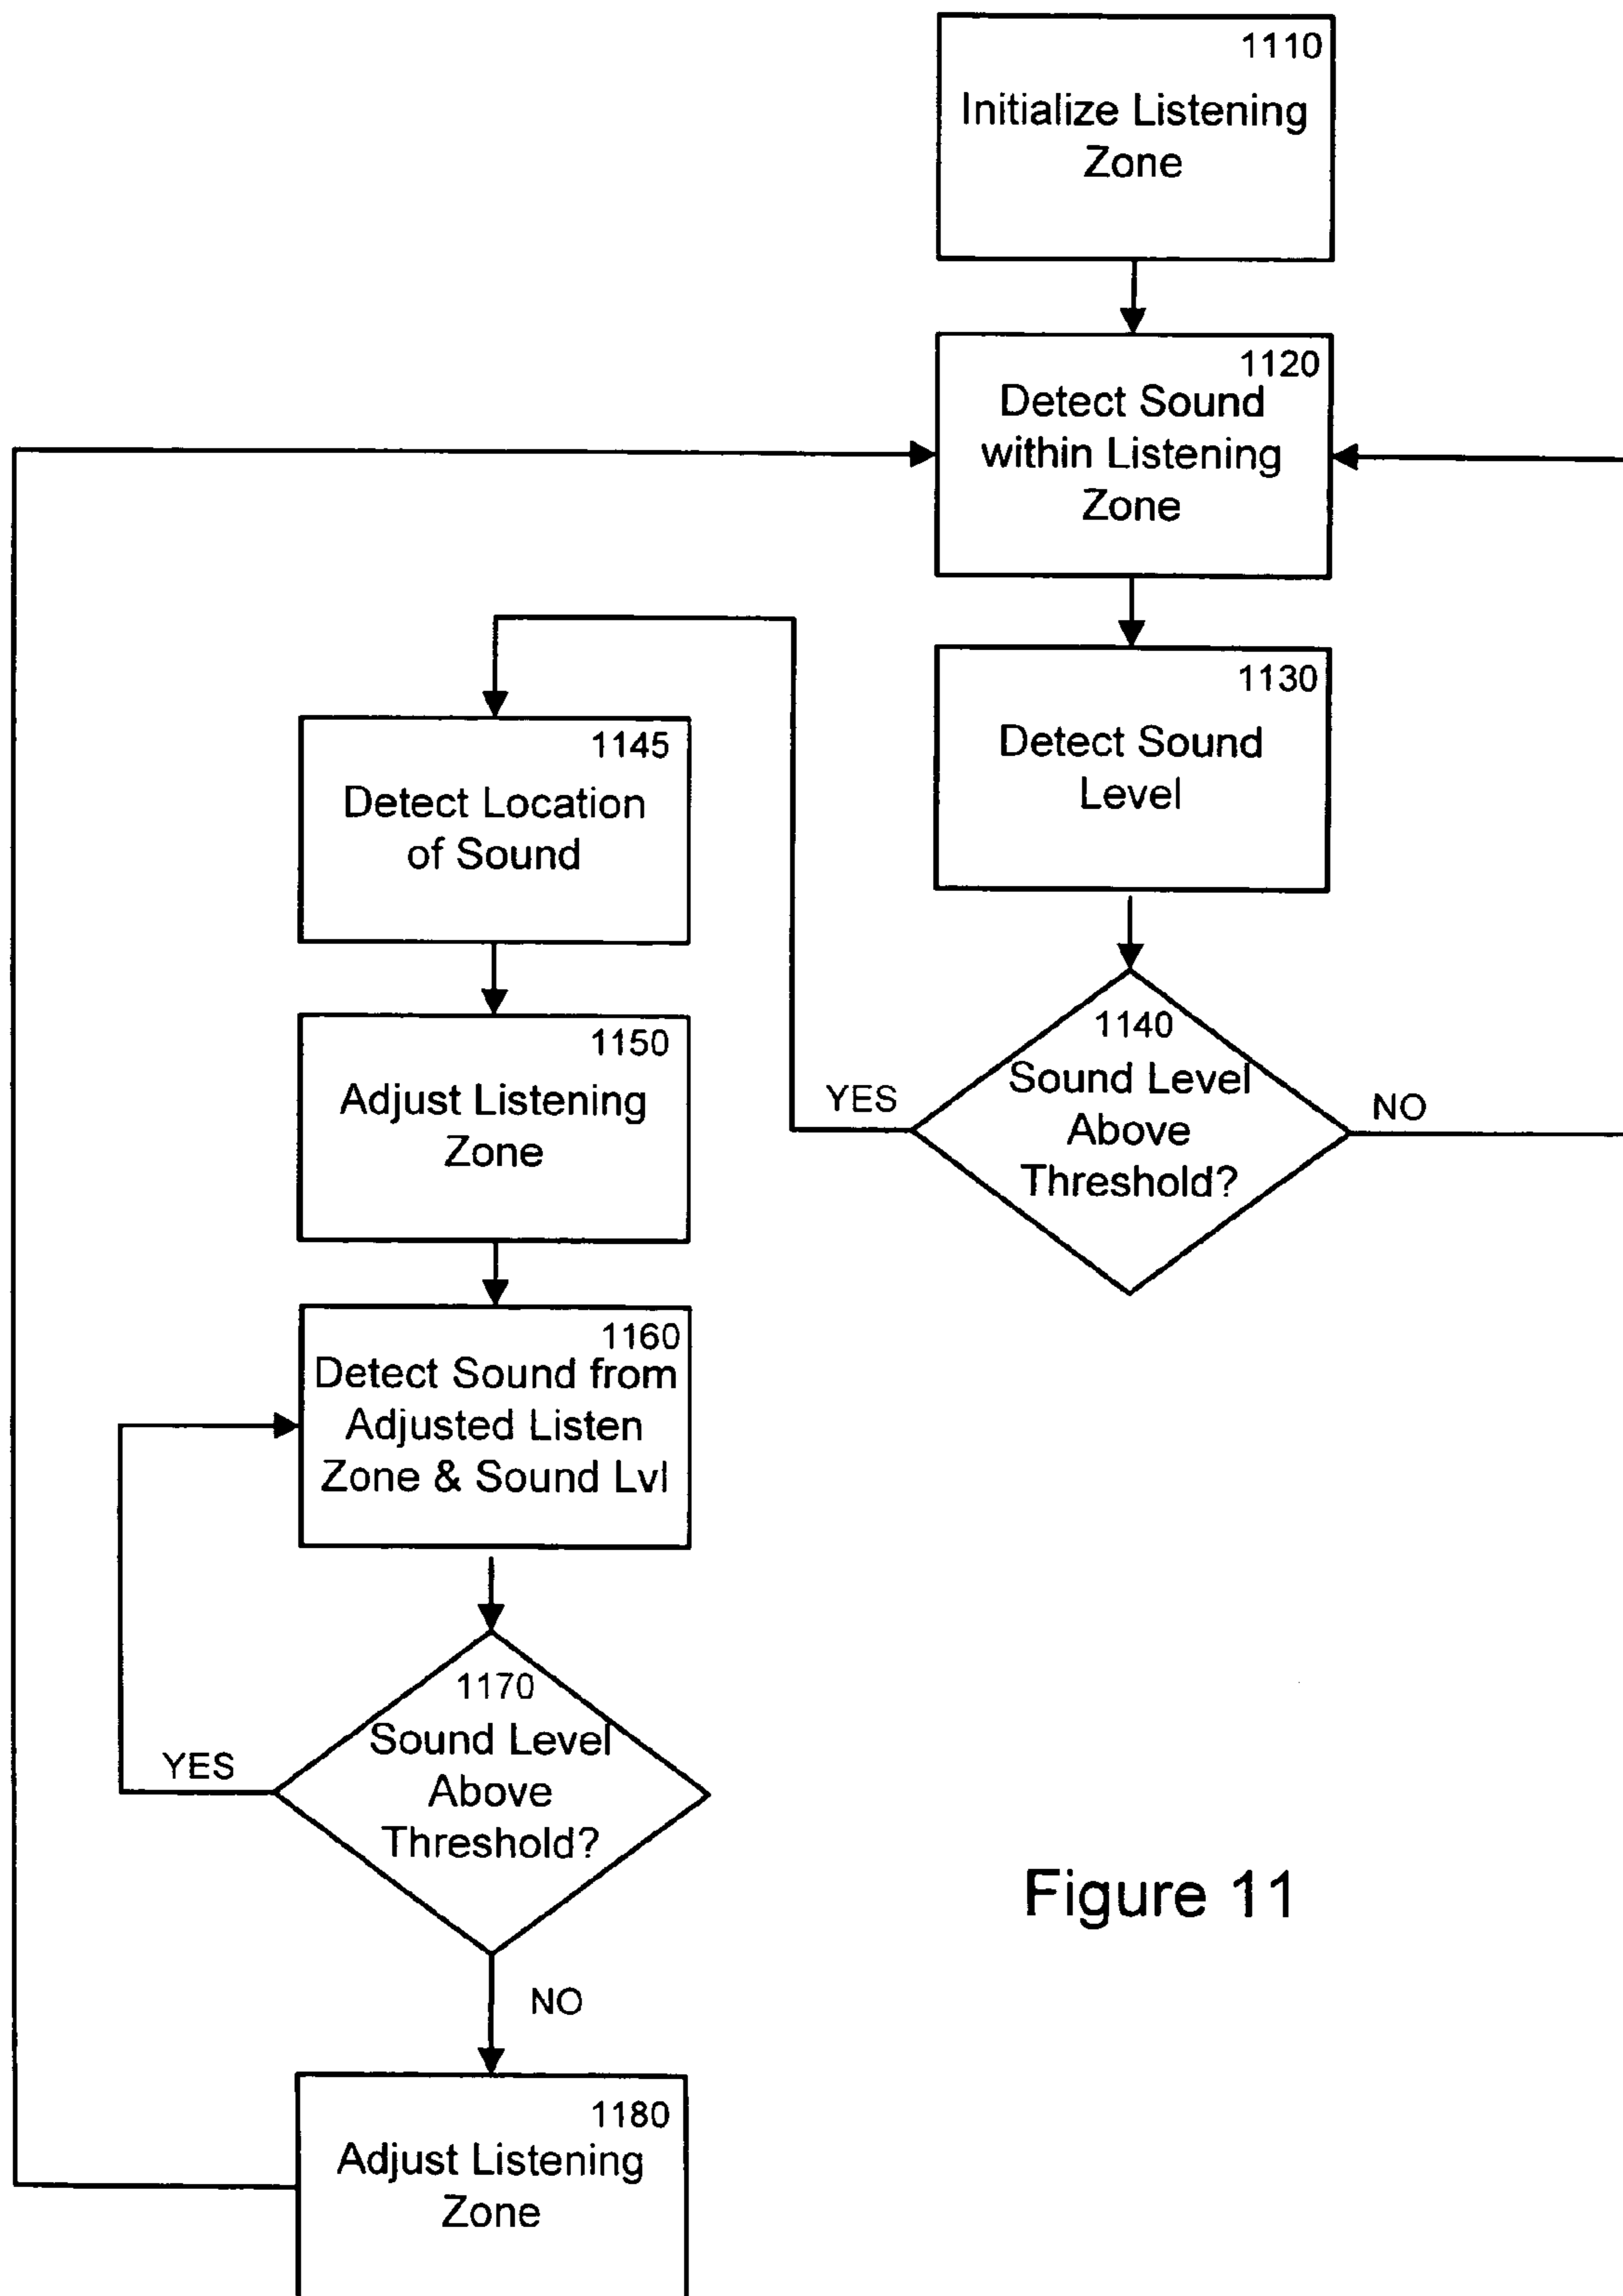 1110
Initialize Listening
Zone
1120
Detect Sound
within Listening
Zone
1130
Detect Sound
Level
1140
Sound Level
Above
Threshold?
YES
NO
1145
Detect Location
of Sound
1150
Adjust Listening
Zone
1160
Detect Sound from
Adjusted Listen
Zone & Sound Lvl
1170
Sound Level
Above
Threshold?
YES
NO
1180
Adjust Listening
Zone
Figure 11